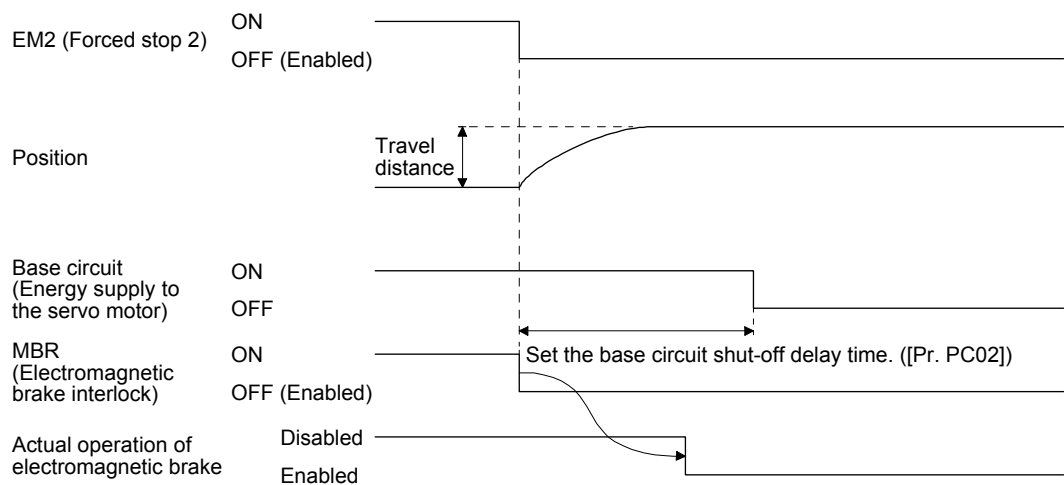 EM2 (Forced stop 2)
ON
OFF (Enabled)
Position
Travel
distance
Base circuit
(Energy supply to
the servo motor)
ON
OFF
MBR
(Electromagnetic
brake interlock)
ON
OFF (Enabled)
Set the base circuit shut-off delay time. ([Pr. PC02])
Actual operation of
electromagnetic brake
Disabled
Enabled